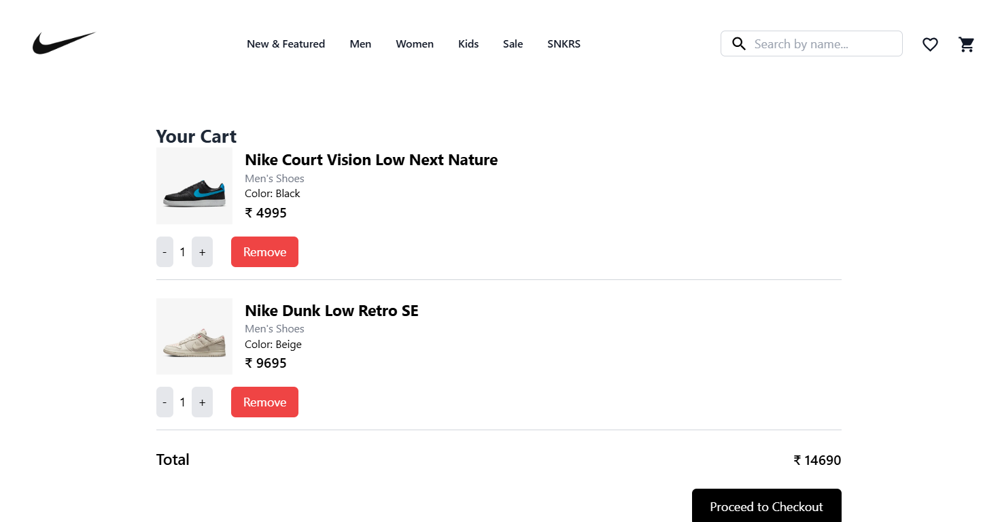 New & Featured Men Women Kids Sale SNKRS Search by name...
Your Cart
Nike Court Vision Low Next Nature
Men's Shoes
Color: Black
₹ 4995
- 1 + Remove
Nike Dunk Low Retro SE
Men's Shoes
Color: Beige
₹ 9695
- 1 + Remove
Total ₹ 14690
Proceed to Checkout